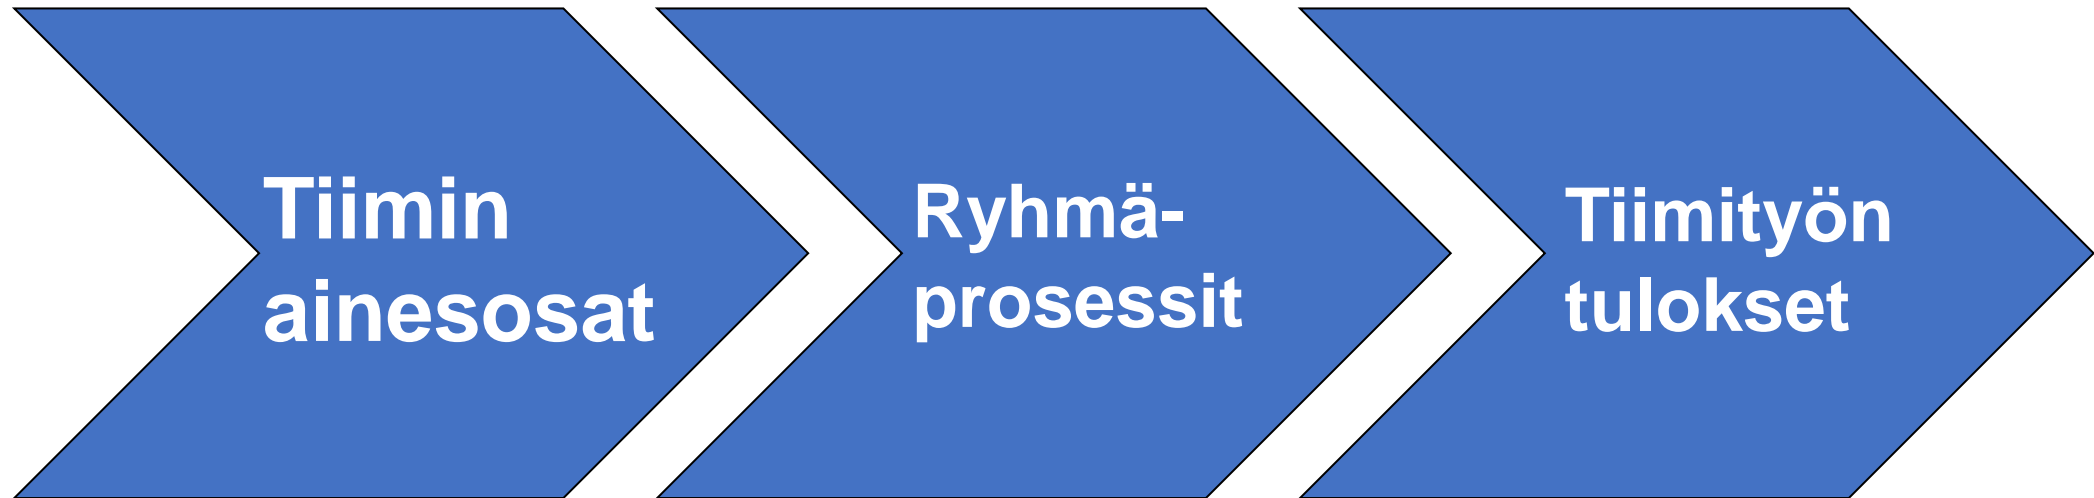 Tiimin
ainesosat
Ryhmä-
prosessit
Tiimityön
tulokset